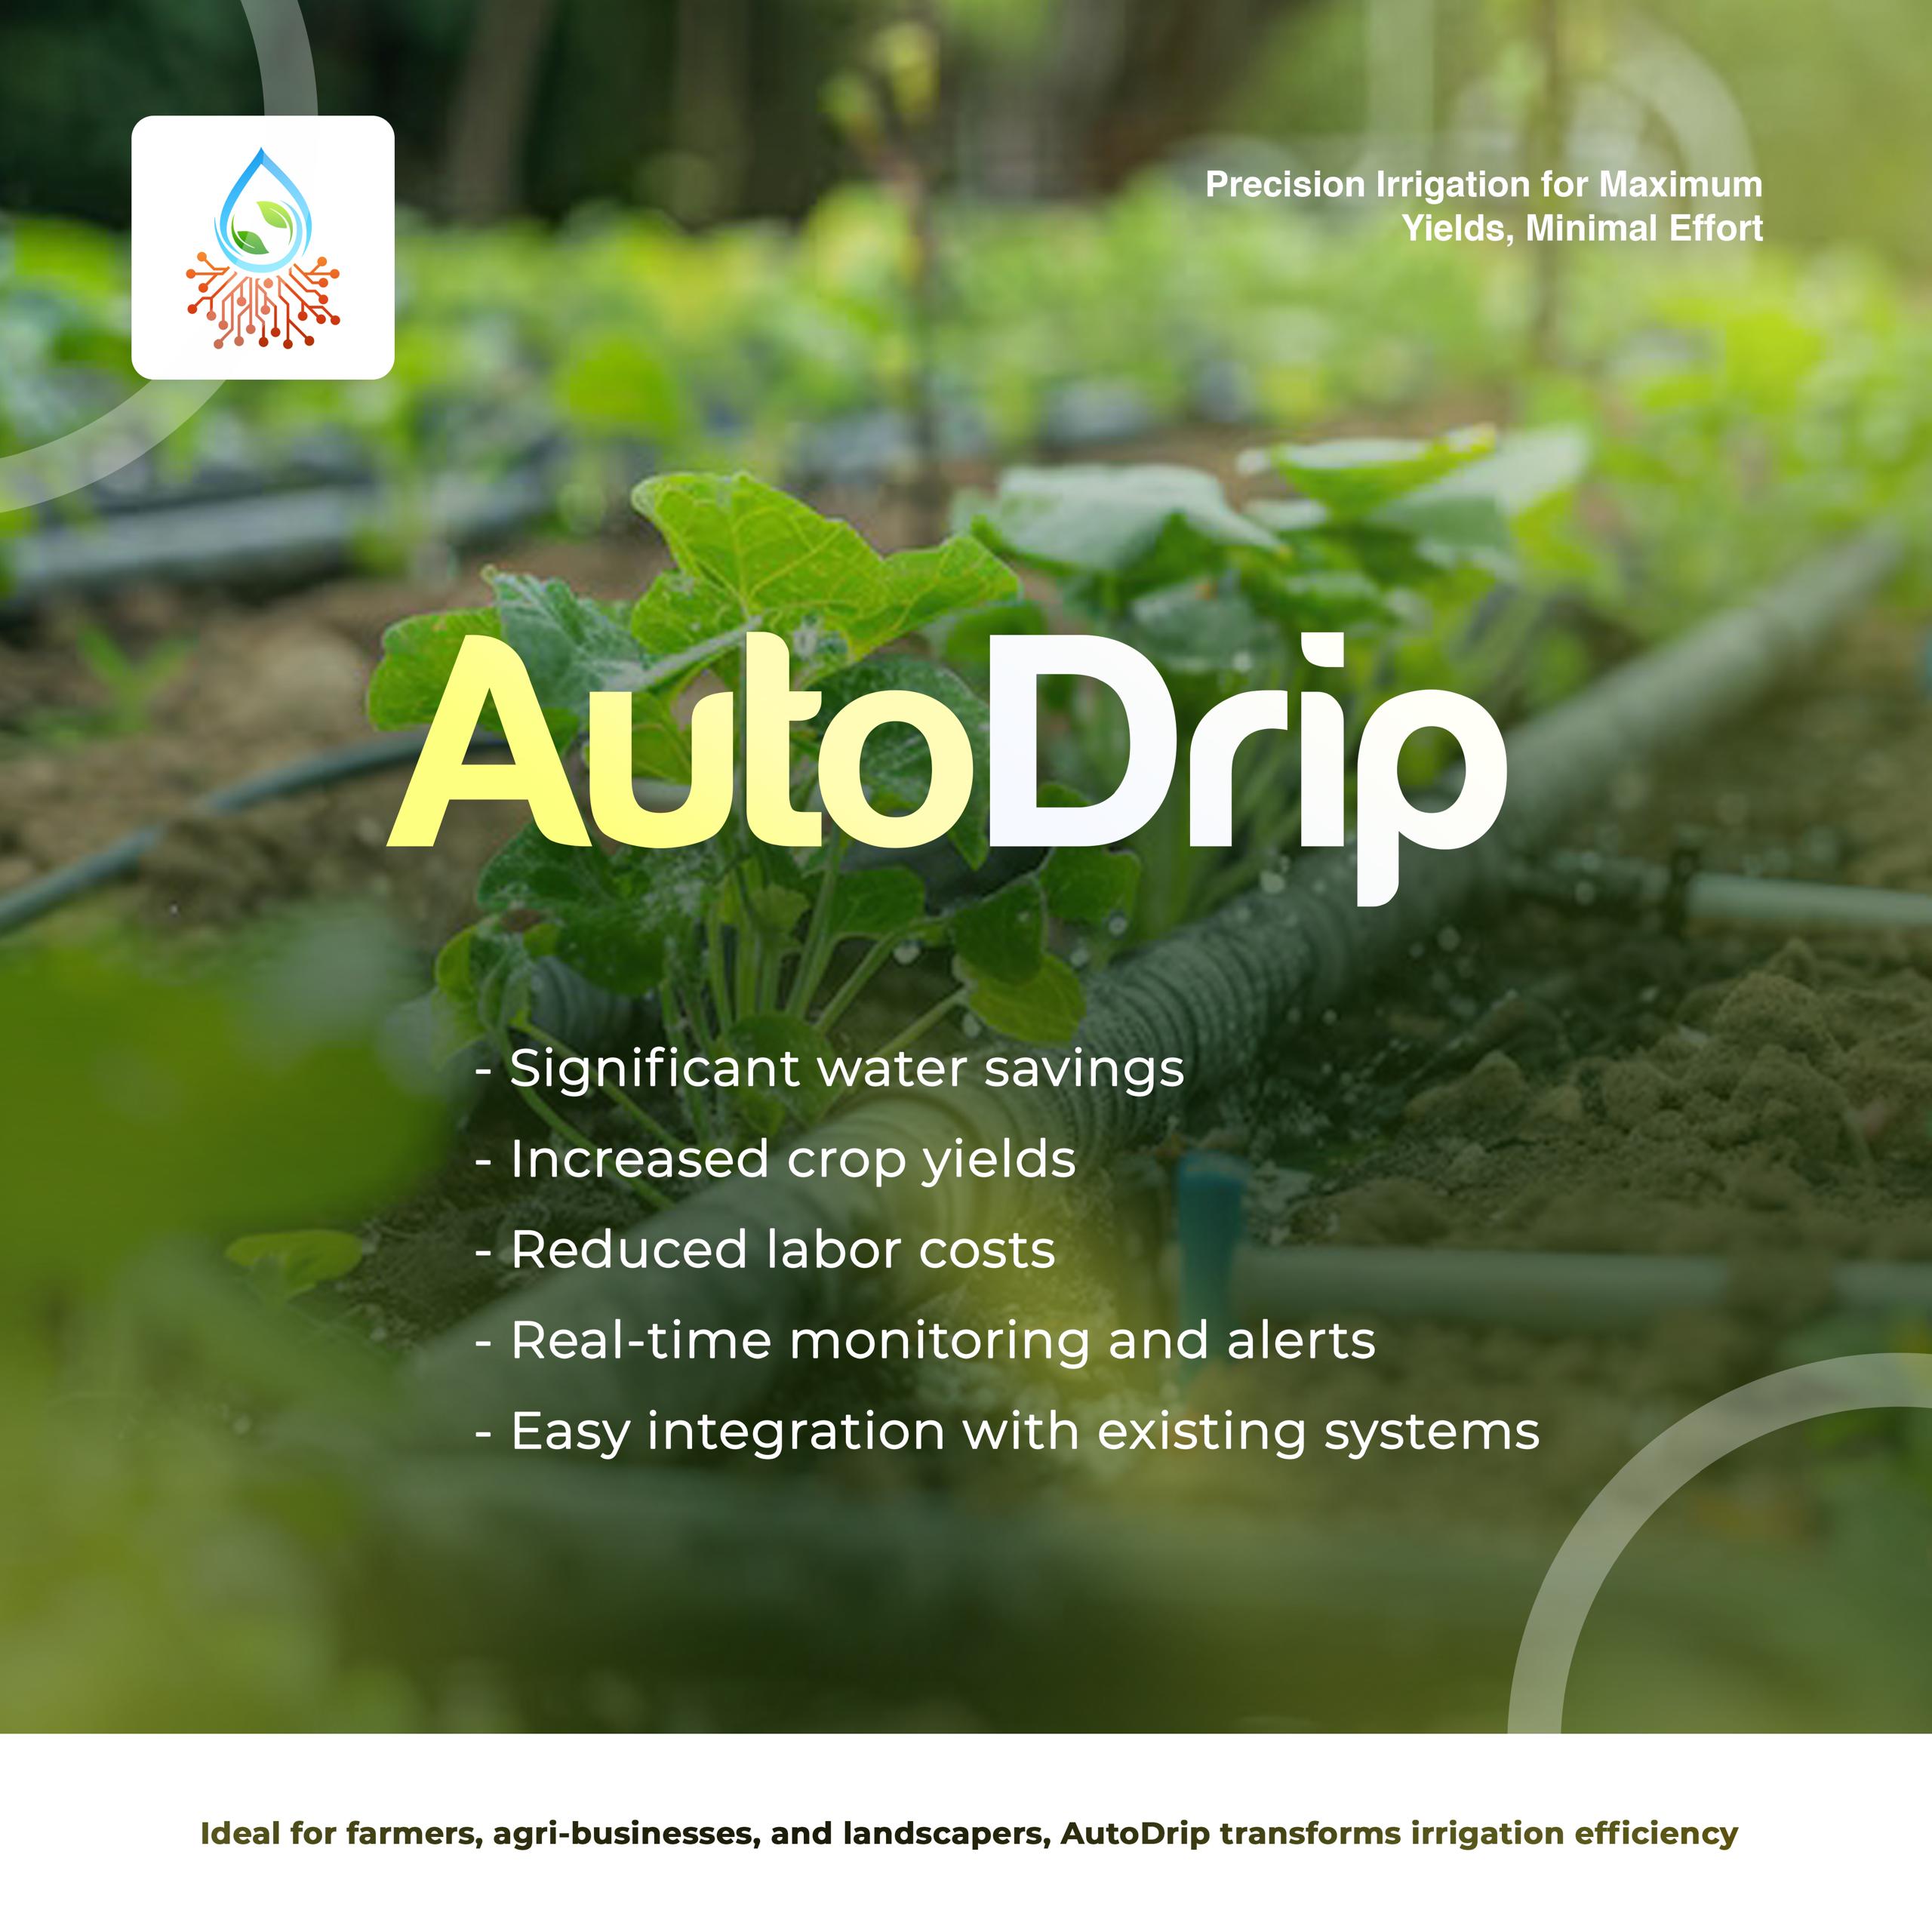 Precision Irrigation for Maximum
Yields, Minimal Effort
AutoDrip
- Significant water savings
- Increased crop yields
- Reduced labor costs
- Real-time monitoring and alerts
- Easy integration with existing systems
Ideal for farmers, agri-businesses, and landscapers, AutoDrip transforms irrigation efficiency